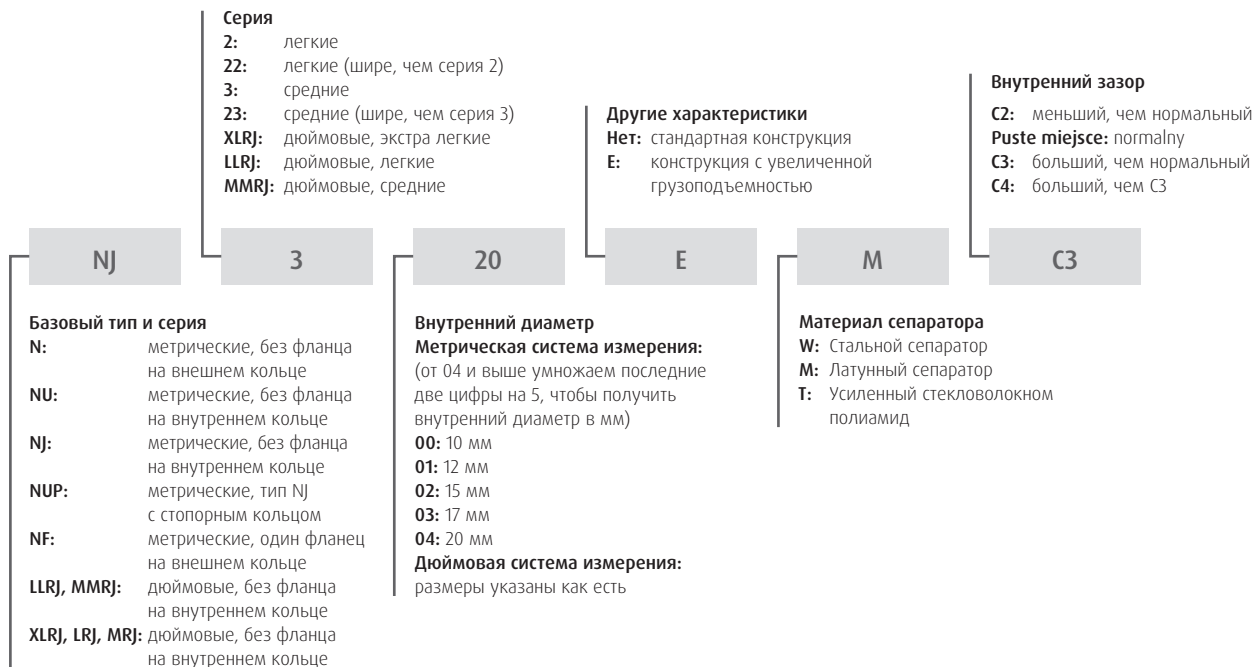 Серия
2: легкие
22: легкие (шире, чем серия 2)
3: средние
23: средние (шире, чем серия 3)
XLRJ: дюймовые, экстра легкие
LLRJ: дюймовые, легкие
MMRJ: дюймовые, средние
Другие характеристики
Нет: стандартная конструкция
E: конструкция с увеличенной
грузоподъемностью
Внутренний зазор
C2: меньший, чем нормальный
Puste miejsce: normalny
C3: больший, чем нормальный
C4: больший, чем C3
NJ 3 20 E M C3
Базовый тип и серия
N: метрические, без фланца
на внешнем кольце
NU: метрические, без фланца
на внутреннем кольце
NJ: метрические, без фланца
на внутреннем кольце
NUP: метрические, тип NJ
с стопорным кольцом
NF: метрические, один фланец
на внешнем кольце
LLRJ, MMRJ: дюймовые, без фланца
на внутреннем кольце
XLRJ, LRJ, MRJ: дюймовые, без фланца
на внутреннем кольце
Внутренний диаметр
Метрическая система измерения:
(от 04 и выше умножаем последние
две цифры на 5, чтобы получить
внутренний диаметр в мм)
00: 10 мм
01: 12 мм
02: 15 мм
03: 17 мм
04: 20 мм
Дюймовая система измерения:
размеры указаны как есть
Материал сепаратора
W: Стальной сепаратор
M: Латунный сепаратор
T: Усиленный стекловолокном
полиамид